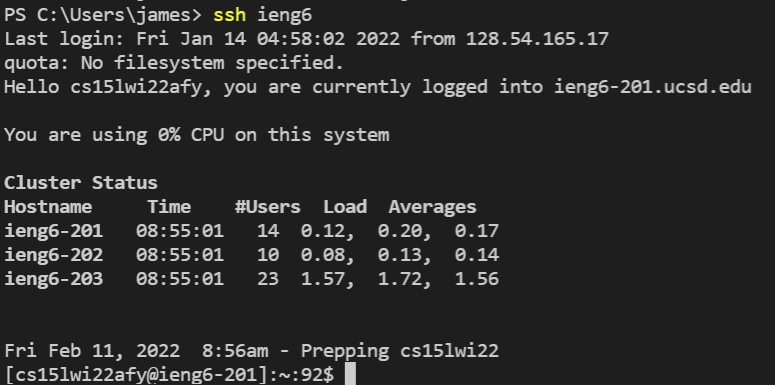 PS C:\Users\james> ssh ieng6
Last login: Fri Jan 14 04:58:02 2022 from 128.54.165.17
quota: No filesystem specified.
Hello cs15lwi22afy, you are currently logged into ieng6-201.ucsd.edu
You are using 0% CPU on this system
Cluster Status
Hostname     Time    #Users  Load  Averages
ieng6-201   08:55:01   14  0.12,  0.20,  0.17
ieng6-202   08:55:01   10  0.08,  0.13,  0.14
ieng6-203   08:55:01   23  1.57,  1.72,  1.56
Fri Feb 11, 2022  8:56am - Prepping cs15lwi22
[cs15lwi22afy@ieng6-201]:~:92$